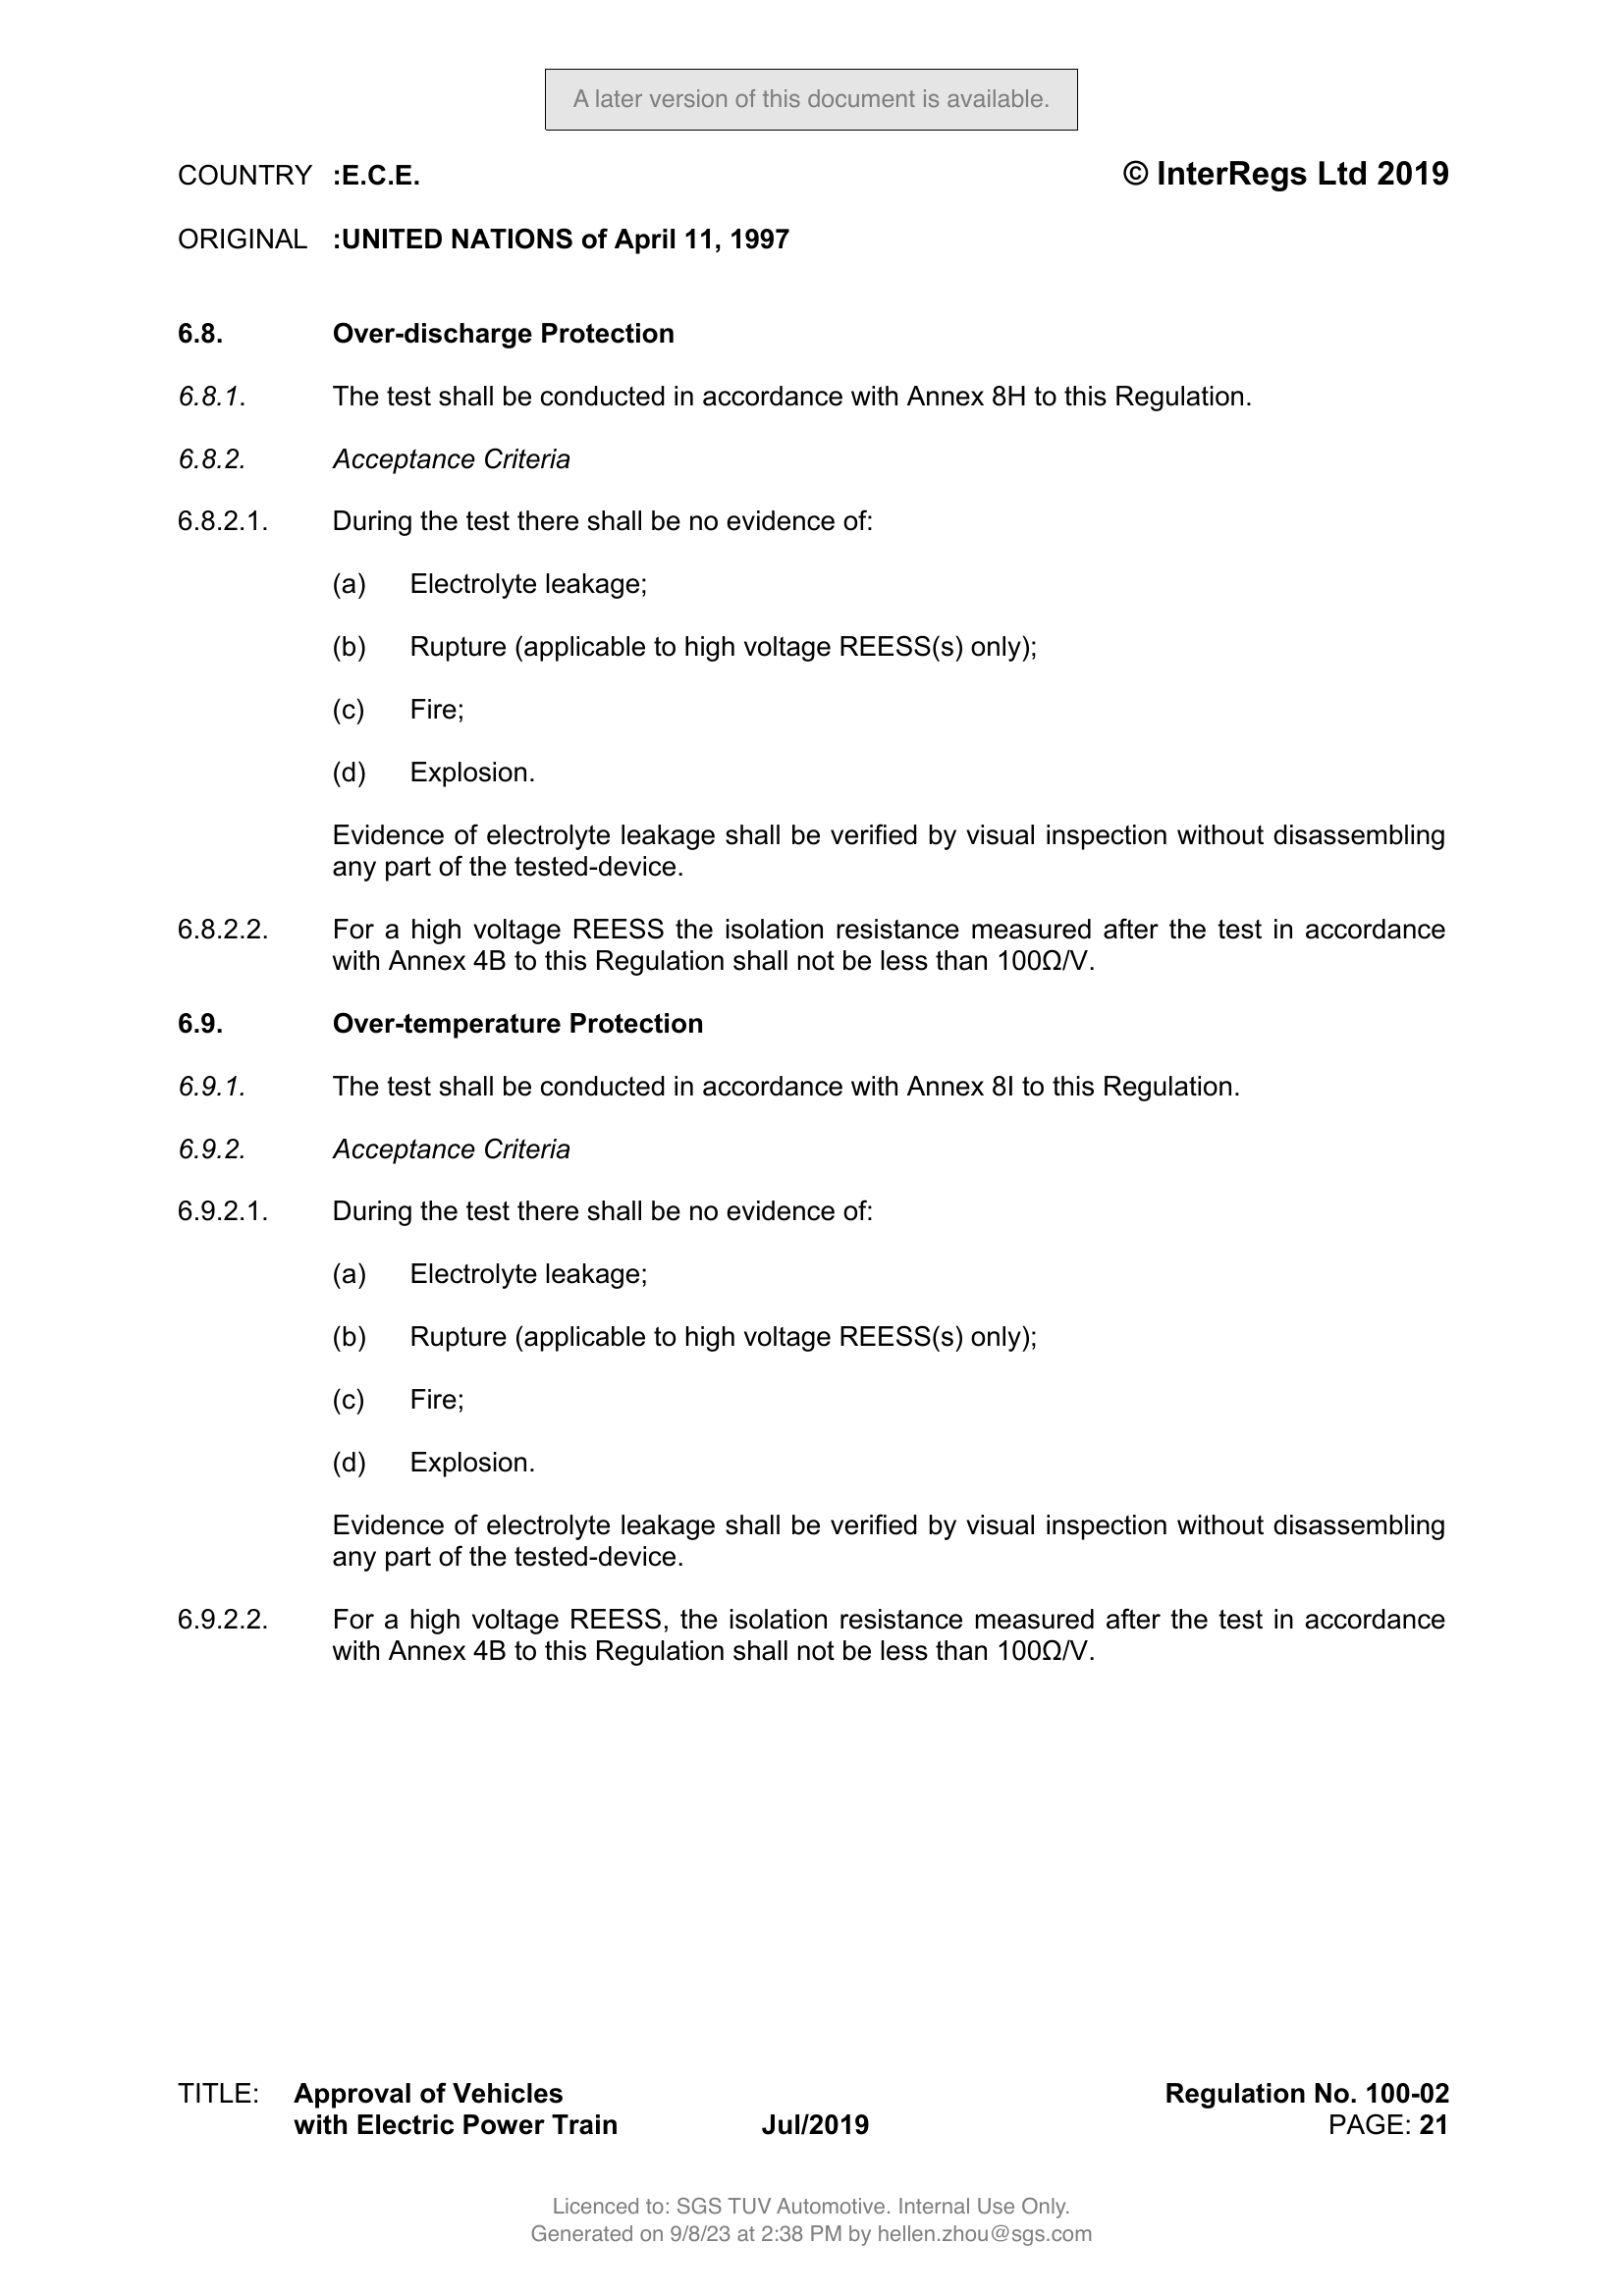 A later version of this document is available.
COUNTRY :E.C.E. © InterRegs Ltd 2019
ORIGINAL :UNITED NATIONS of April 11, 1997
6.8. Over-discharge Protection
6.8.1. The test shall be conducted in accordance with Annex 8H to this Regulation.
6.8.2. Acceptance Criteria
6.8.2.1. During the test there shall be no evidence of:
(a) Electrolyte leakage;
(b) Rupture (applicable to high voltage REESS(s) only);
(c) Fire;
(d) Explosion.
Evidence of electrolyte leakage shall be verified by visual inspection without disassembling
any part of the tested-device.
6.8.2.2. For a high voltage REESS the isolation resistance measured after the test in accordance
with Annex 4B to this Regulation shall not be less than 100Ω/V.
6.9. Over-temperature Protection
6.9.1. The test shall be conducted in accordance with Annex 8I to this Regulation.
6.9.2. Acceptance Criteria
6.9.2.1. During the test there shall be no evidence of:
(a) Electrolyte leakage;
(b) Rupture (applicable to high voltage REESS(s) only);
(c) Fire;
(d) Explosion.
Evidence of electrolyte leakage shall be verified by visual inspection without disassembling
any part of the tested-device.
6.9.2.2. For a high voltage REESS, the isolation resistance measured after the test in accordance
with Annex 4B to this Regulation shall not be less than 100Ω/V.
TITLE: Approval of Vehicles Regulation No. 100-02
with Electric Power Train Jul/2019 PAGE: 21
Licenced to: SGS TUV Automotive. Internal Use Only.
Generated on 9/8/23 at 2:38 PM by hellen.zhou@sgs.com